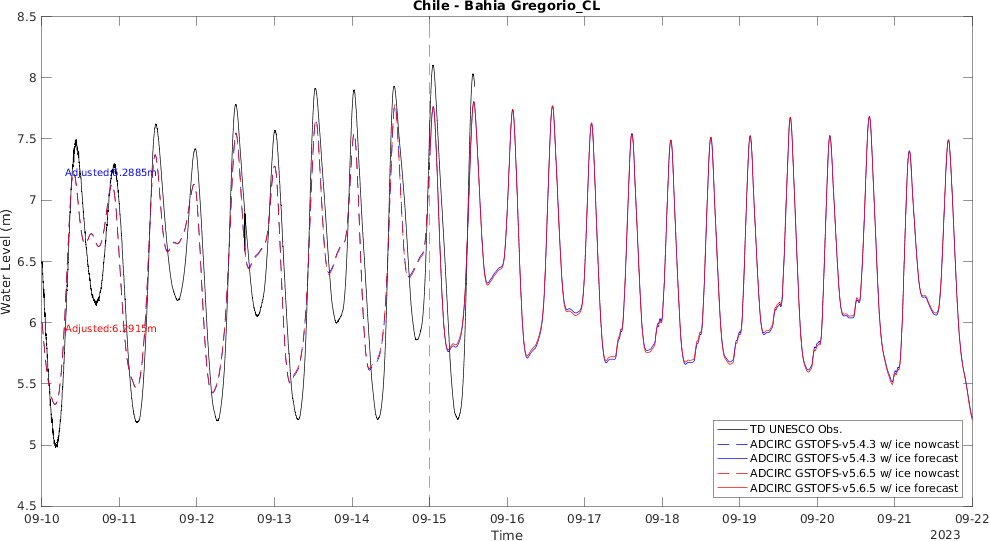 Chile - Bahia Gregorio_CL
8.5
8
7.5
7
6.5
6
5.5
5
4.5
Water Level (m)
Adjusted:6.2885m
Adjusted:6.2915m
TD UNESCO Obs.
ADCIRC GSTOFS-v5.4.3 w/ ice nowcast
ADCIRC GSTOFS-v5.4.3 w/ ice forecast
ADCIRC GSTOFS-v5.6.5 w/ ice nowcast
ADCIRC GSTOFS-v5.6.5 w/ ice forecast
09-10 09-11 09-12 09-13 09-14 09-15 09-16 09-17 09-18 09-19 09-20 09-21 09-22
Time
2023